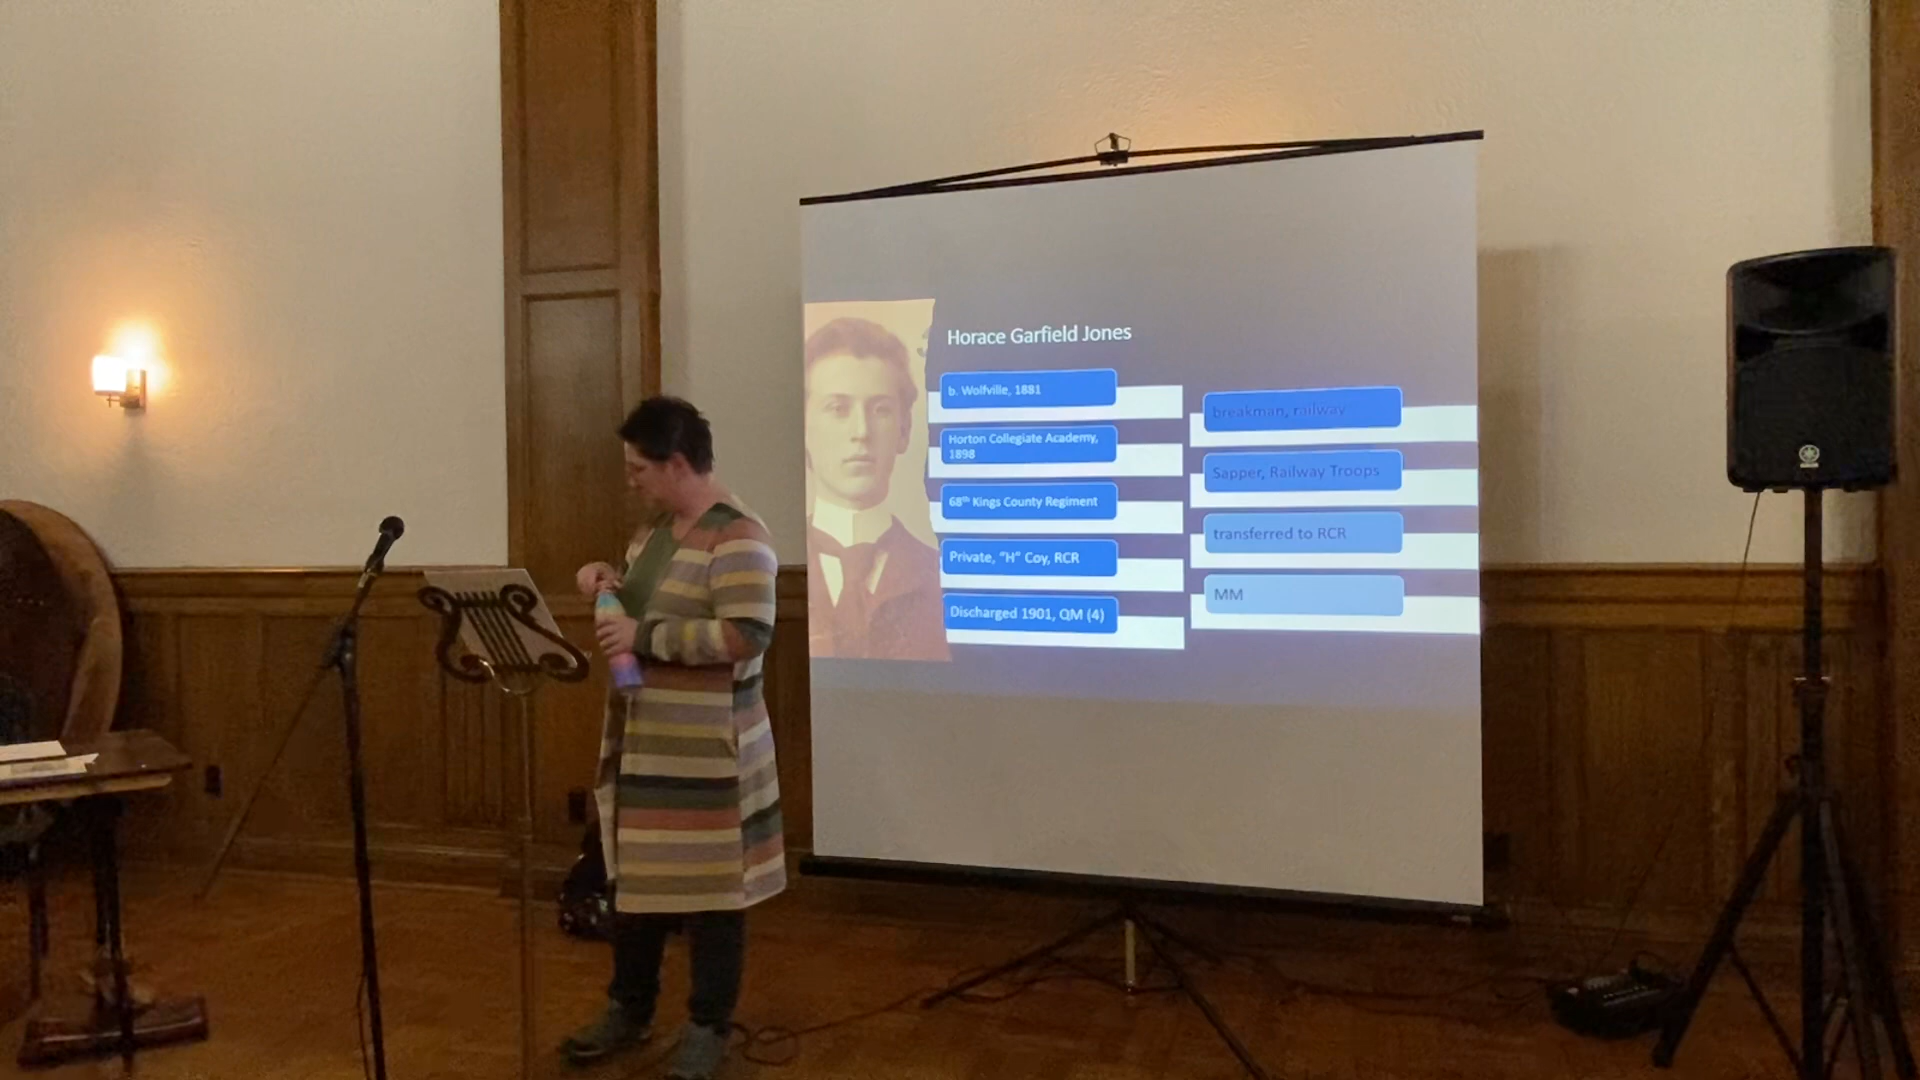 Horace Garfield Jones
b. Wolfville, 1881
Horton Collegiate Academy,
1898
68th Kings County Regiment
Private, "H" Coy, RCR
Discharged 1901, QM (4)
breakman, railway
Sapper, Railway Troops
transferred to RCR
MM